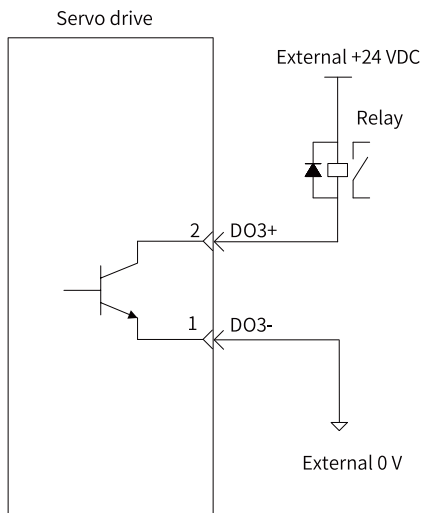 Servo drive
External +24 VDC
Relay
2 DO3+
1 DO3-
External 0 V